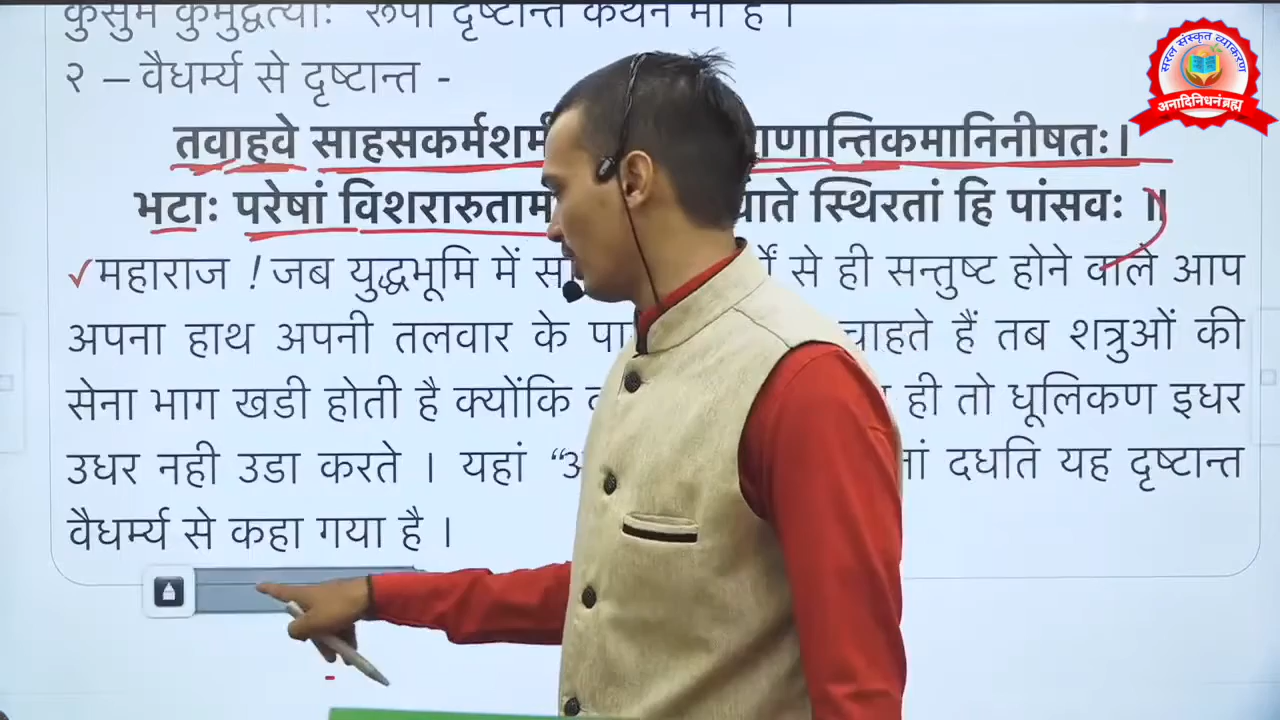 कुसुम कुमुद्वत्याः” रूपी दृष्टान्त कथन भी है ।
२ – वैधर्म्य से दृष्टान्त -
तवाहवे साहसकर्मशर्म णान्तिकमानिनीषतः।
भटाः परेषां विशरारुताम वाते स्थिरतां हि पांसवः ॥
महाराज ! जब युद्धभूमि में से ही सन्तुष्ट होने वाले आप
अपना हाथ अपनी तलवार के चाहते हैं तब शत्रुओं की
सेना भाग खडी होती है क्योंकि ही तो धूलिकण इधर
उधर नही उडा करते । यहां दधति यह दृष्टान्त
वैधर्म्य से कहा गया है ।
सरल संस्कृत व्याकरण
अनादिनिधनं ब्रह्म